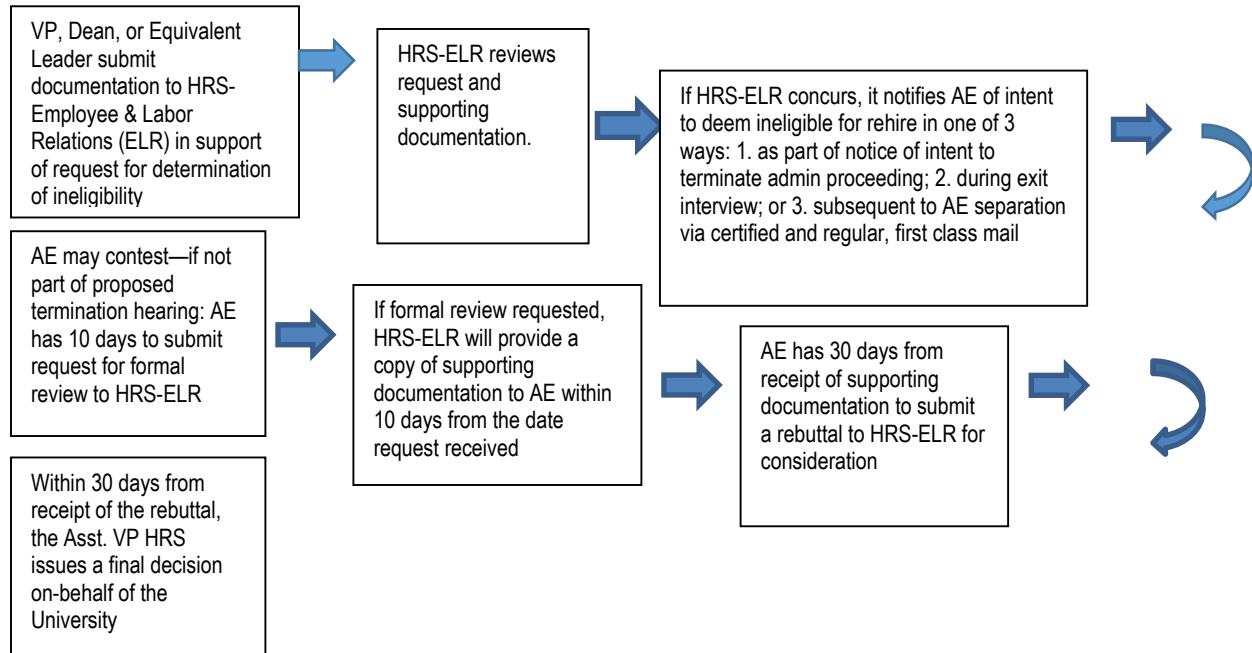 VP, Dean, or Equivalent
Leader submit
documentation to HRS-
Employee & Labor
Relations (ELR) in support
of request for determination
of ineligibility
HRS-ELR reviews
request and
supporting
documentation.
If HRS-ELR concurs, it notifies AE of intent
to deem ineligible for rehire in one of 3
ways: 1. as part of notice of intent to
terminate admin proceeding; 2. during exit
interview; or 3. subsequent to AE separation
via certified and regular, first class mail
AE may contest—if not
part of proposed
termination hearing: AE
has 10 days to submit
request for formal
review to HRS-ELR
If formal review requested,
HRS-ELR will provide a
copy of supporting
documentation to AE within
10 days from the date
request received
AE has 30 days from
receipt of supporting
documentation to submit
a rebuttal to HRS-ELR for
consideration
Within 30 days from
receipt of the rebuttal,
the Asst. VP HRS
issues a final decision
on-behalf of the
University